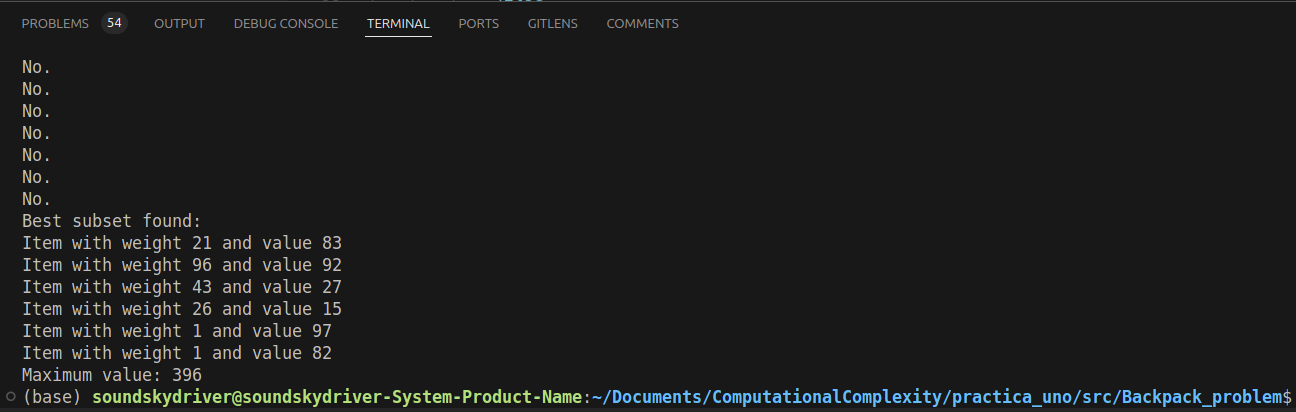 PROBLEMS 54 OUTPUT DEBUG CONSOLE TERMINAL PORTS GITLENS COMMENTS
No.
No.
No.
No.
No.
No.
No.
Best subset found:
Item with weight 21 and value 83
Item with weight 96 and value 92
Item with weight 43 and value 27
Item with weight 26 and value 15
Item with weight 1 and value 97
Item with weight 1 and value 82
Maximum value: 396
(base) soundskydriver@soundskydriver-System-Product-Name:~/Documents/ComputationalComplexity/practica_uno/src/Backpack_problem$